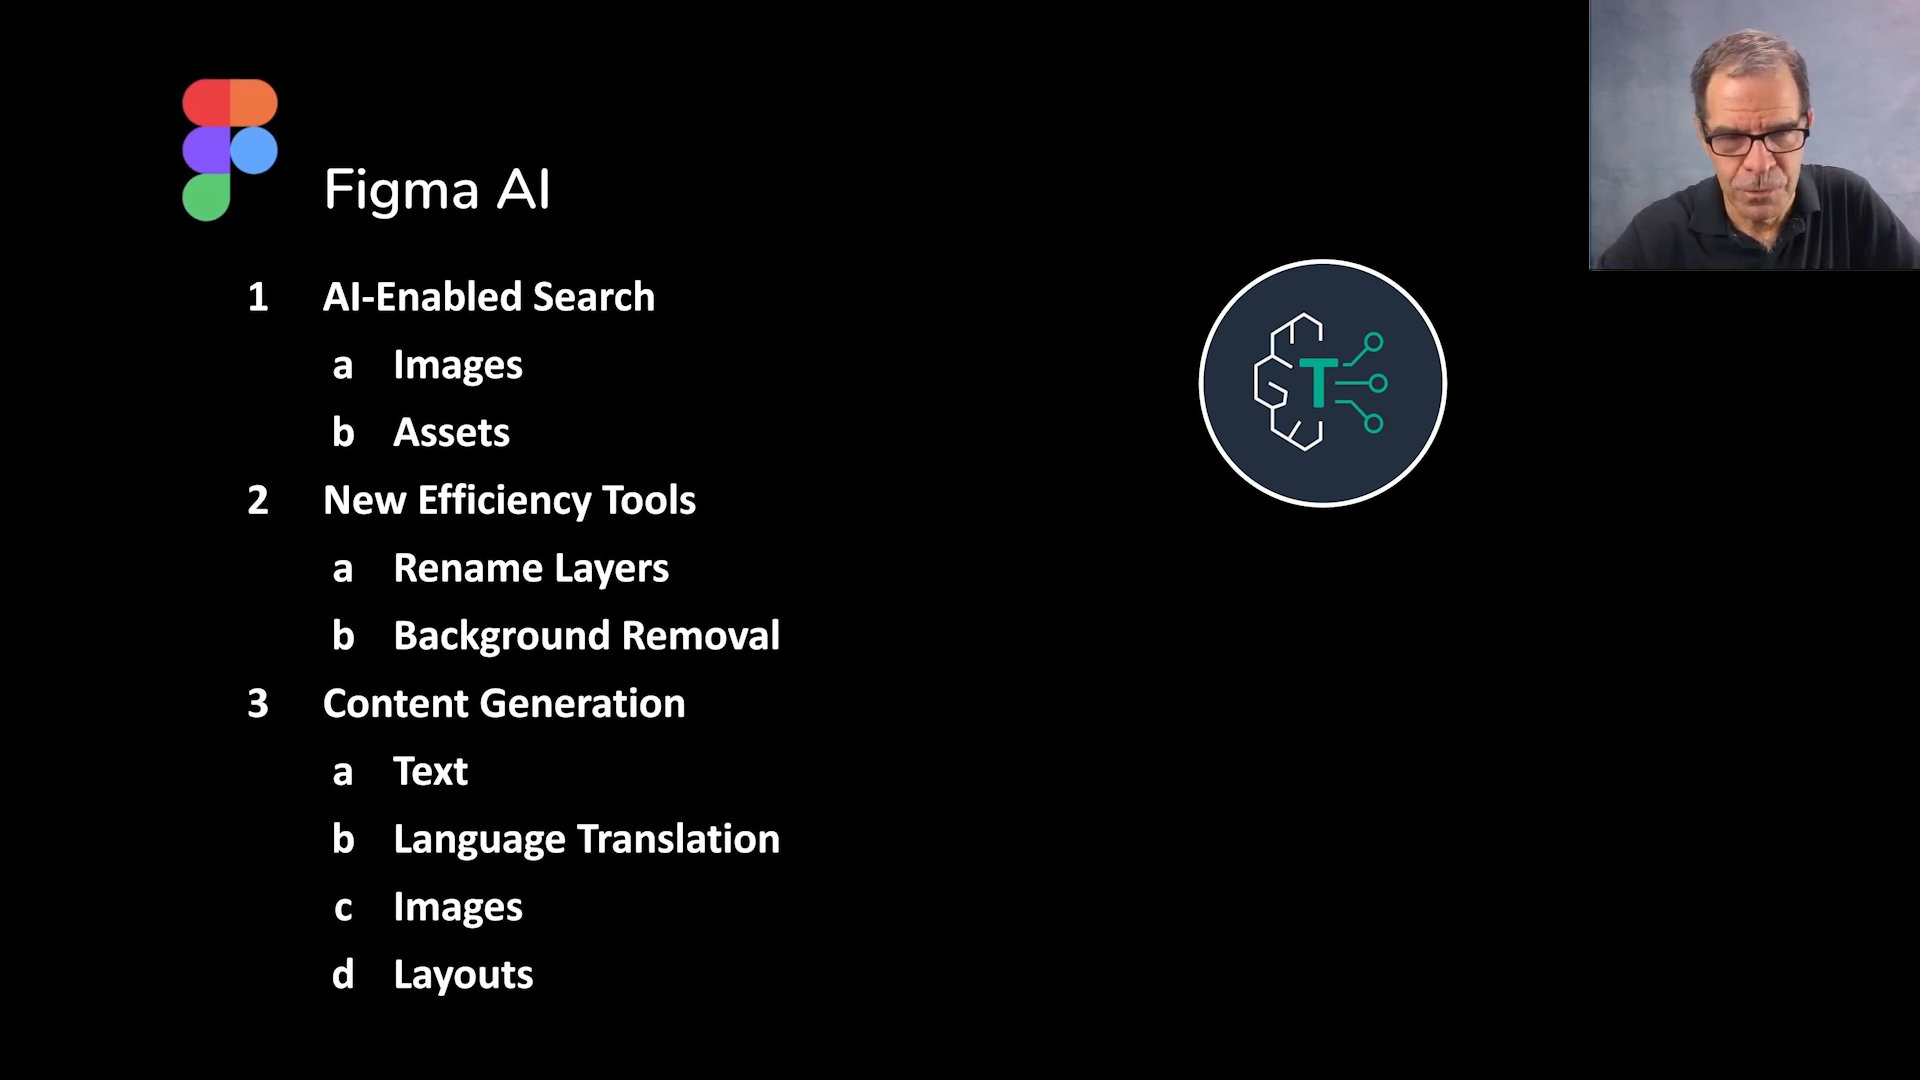 Figma AI
1 AI-Enabled Search
a Images
b Assets
2 New Efficiency Tools
a Rename Layers
b Background Removal
3 Content Generation
a Text
b Language Translation
c Images
d Layouts
T